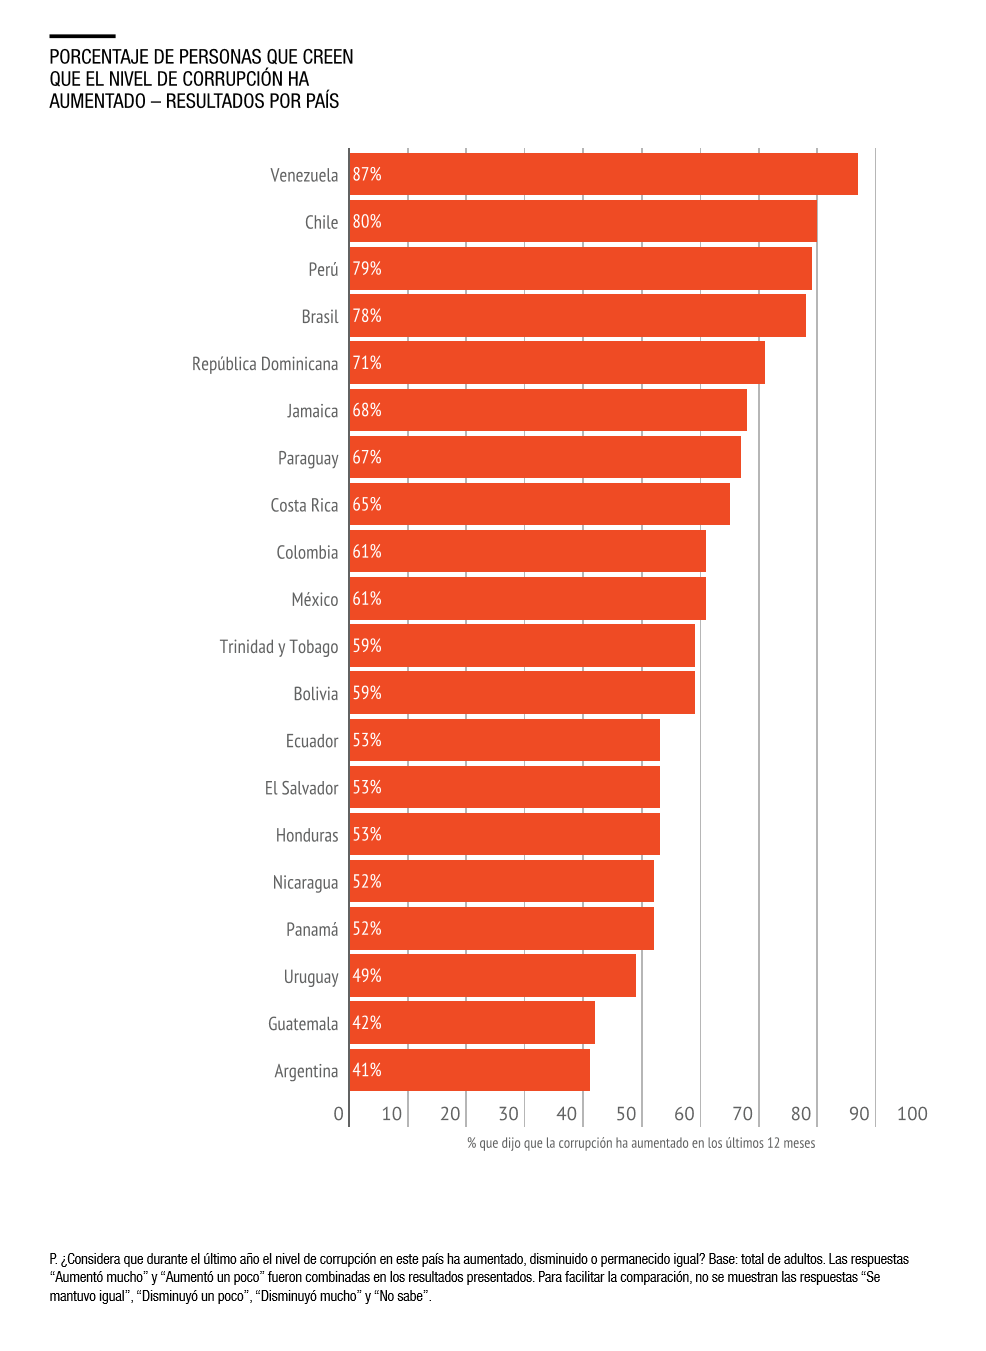 PORCENTAJE DE PERSONAS QUE CREEN
QUE EL NIVEL DE CORRUPCIÓN HA
AUMENTADO – RESULTADOS POR PAÍS
Venezuela 87%
Chile 80%
Perú 79%
Brasil 78%
República Dominicana 71%
Jamaica 68%
Paraguay 67%
Costa Rica 65%
Colombia 61%
México 61%
Trinidad y Tobago 59%
Bolivia 59%
Ecuador 53%
El Salvador 53%
Honduras 53%
Nicaragua 52%
Panamá 52%
Uruguay 49%
Guatemala 42%
Argentina 41%
0 10 20 30 40 50 60 70 80 90 100
% que dijo que la corrupción ha aumentado en los últimos 12 meses
P. ¿Considera que durante el último año el nivel de corrupción en este país ha aumentado, disminuido o permanecido igual? Base: total de adultos. Las respuestas
“Aumentó mucho” y “Aumentó un poco” fueron combinadas en los resultados presentados. Para facilitar la comparación, no se muestran las respuestas “Se
mantuvo igual”, “Disminuyó un poco”, “Disminuyó mucho” y “No sabe”.